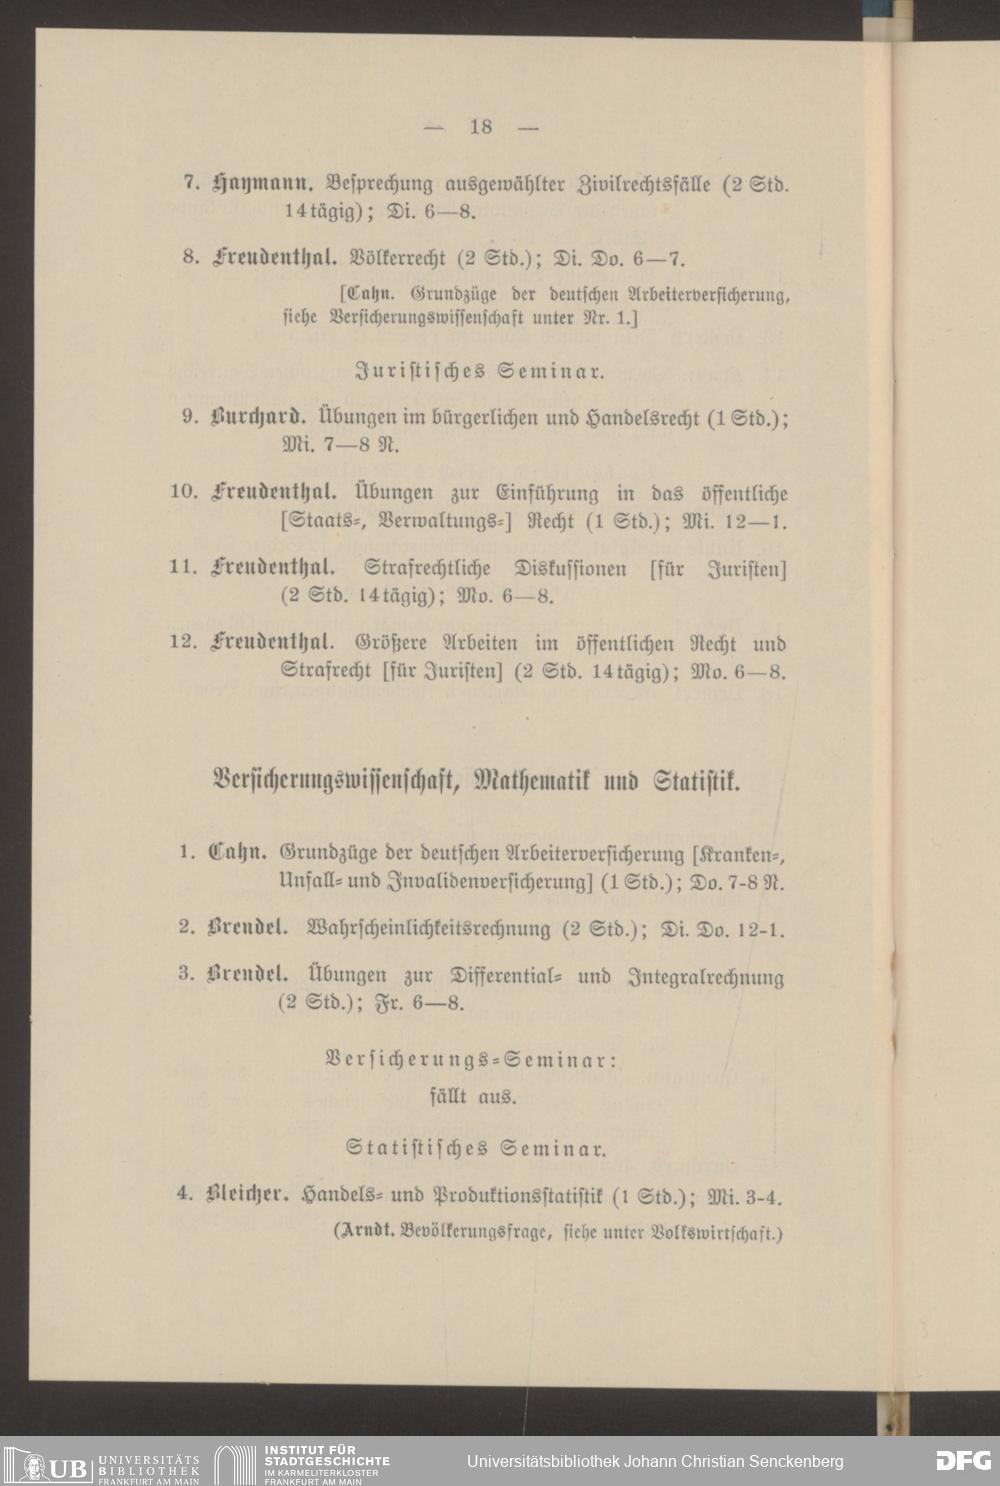 — 18 —
7. Haymann. Besprechung ausgewählter Zivilrechtsfälle (2 Std.
14tägig); Di. 6—8.
8. Freudenthal. Völkerrecht (2 Std.); Di. Do. 6—7.
[Cahn. Grundzüge der deutschen Arbeiterversicherung,
siehe Versicherungswissenschaft unter Nr. 1.]
Juristisches Seminar.
9. Burchard. Übungen im bürgerlichen und Handelsrecht (1 Std.);
Mi. 7—8 N.
10. Freudenthal. Übungen zur Einführung in das öffentliche
[Staats-, Verwaltungs-] Recht (1 Std.); Mi. 12—1.
11. Freudenthal. Strafrechtliche Diskussionen [für Juristen]
(2 Std. 14tägig); Mo. 6—8.
12. Freudenthal. Größere Arbeiten im öffentlichen Recht und
Strafrecht [für Juristen] (2 Std. 14tägig); Mo. 6—8.
Versicherungswissenschaft, Mathematik und Statistik.
1. Cahn. Grundzüge der deutschen Arbeiterversicherung [Kranken-,
Unfall- und Invalidenversicherung] (1 Std.); Do. 7-8 N.
2. Brendel. Wahrscheinlichkeitsrechnung (2 Std.); Di. Do. 12-1.
3. Brendel. Übungen zur Differential- und Integralrechnung
(2 Std.); Fr. 6—8.
Versicherungs-Seminar:
fällt aus.
Statistisches Seminar.
4. Bleicher. Handels- und Produktionsstatistik (1 Std.); Mi. 3-4.
(Arndt. Bevölkerungsfrage, siehe unter Volkswirtschaft.)
UB UNIVERSITÄTS
BIBLIOTHEK
FRANKFURT AM MAIN
INSTITUT FÜR
STADTGESCHICHTE
IM KARMELITERKLOSTER
FRANKFURT AM MAIN
Universitätsbibliothek Johann Christian Senckenberg
DFG